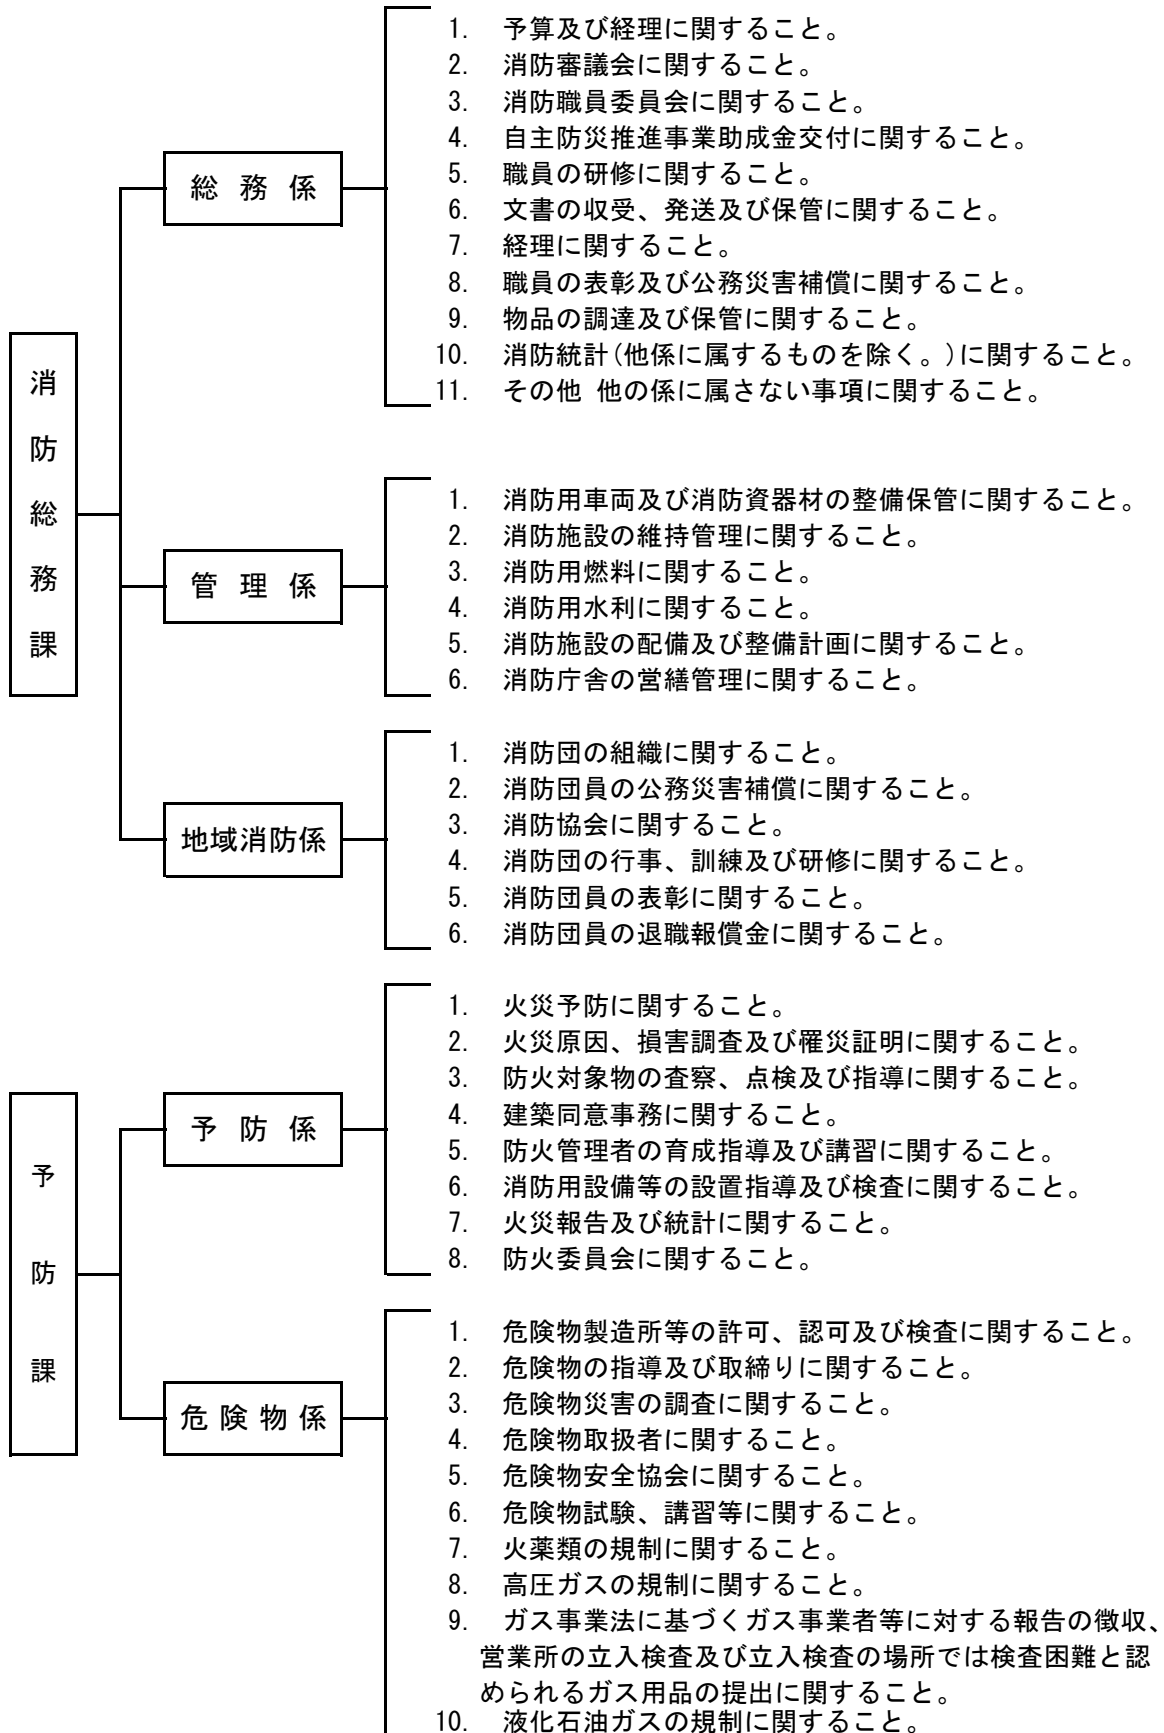 消防総務課
総務係
1. 予算及び経理に関すること。
2. 消防審議会に関すること。
3. 消防職員委員会に関すること。
4. 自主防災推進事業助成金交付に関すること。
5. 職員の研修に関すること。
6. 文書の収受、発送及び保管に関すること。
7. 経理に関すること。
8. 職員の表彰及び公務災害補償に関すること。
9. 物品の調達及び保管に関すること。
10. 消防統計(他係に属するものを除く。)に関すること。
11. その他 他の係に属さない事項に関すること。
管理係
1. 消防用車両及び消防資器材の整備保管に関すること。
2. 消防施設の維持管理に関すること。
3. 消防用燃料に関すること。
4. 消防用水利に関すること。
5. 消防施設の配備及び整備計画に関すること。
6. 消防庁舎の営繕管理に関すること。
地域消防係
1. 消防団の組織に関すること。
2. 消防団員の公務災害補償に関すること。
3. 消防協会に関すること。
4. 消防団の行事、訓練及び研修に関すること。
5. 消防団員の表彰に関すること。
6. 消防団員の退職報償金に関すること。
予防課
予防係
1. 火災予防に関すること。
2. 火災原因、損害調査及び罹災証明に関すること。
3. 防火対象物の査察、点検及び指導に関すること。
4. 建築同意事務に関すること。
5. 防火管理者の育成指導及び講習に関すること。
6. 消防用設備等の設置指導及び検査に関すること。
7. 火災報告及び統計に関すること。
8. 防火委員会に関すること。
危険物係
1. 危険物製造所等の許可、認可及び検査に関すること。
2. 危険物の指導及び取締りに関すること。
3. 危険物災害の調査に関すること。
4. 危険物取扱者に関すること。
5. 危険物安全協会に関すること。
6. 危険物試験、講習等に関すること。
7. 火薬類の規制に関すること。
8. 高圧ガスの規制に関すること。
9. ガス事業法に基づくガス事業者等に対する報告の徴収、
営業所の立入検査及び立入検査の場所では検査困難と認
められるガス用品の提出に関すること。
10. 液化石油ガスの規制に関すること。